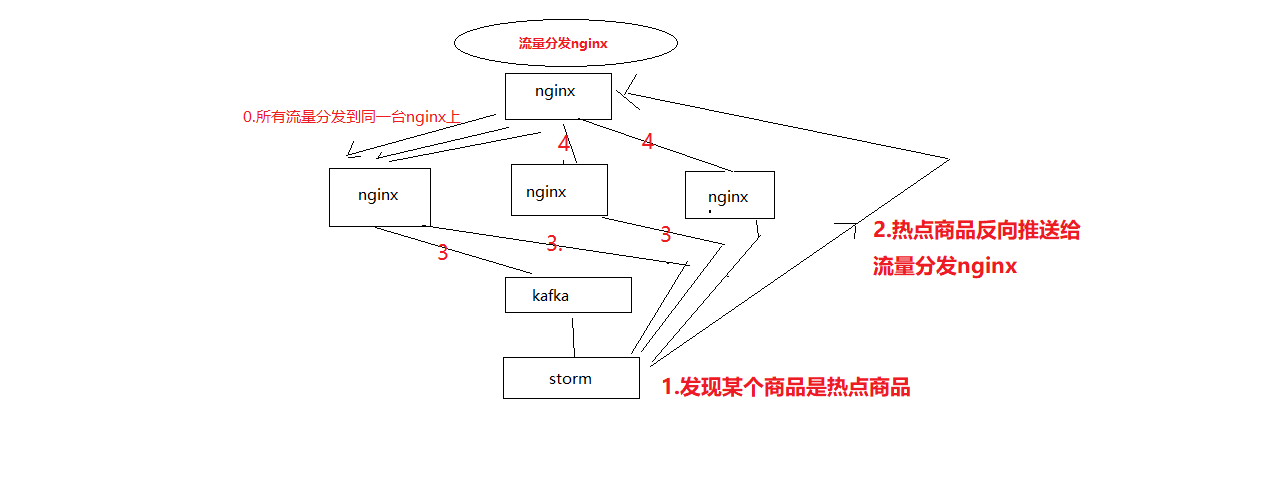 流量分发nginx
nginx
0.所有流量分发到同一台nginx上
4
4
nginx
nginx
nginx
3
3.
3
2.热点商品反向推送给
流量分发nginx
kafka
storm
1.发现某个商品是热点商品